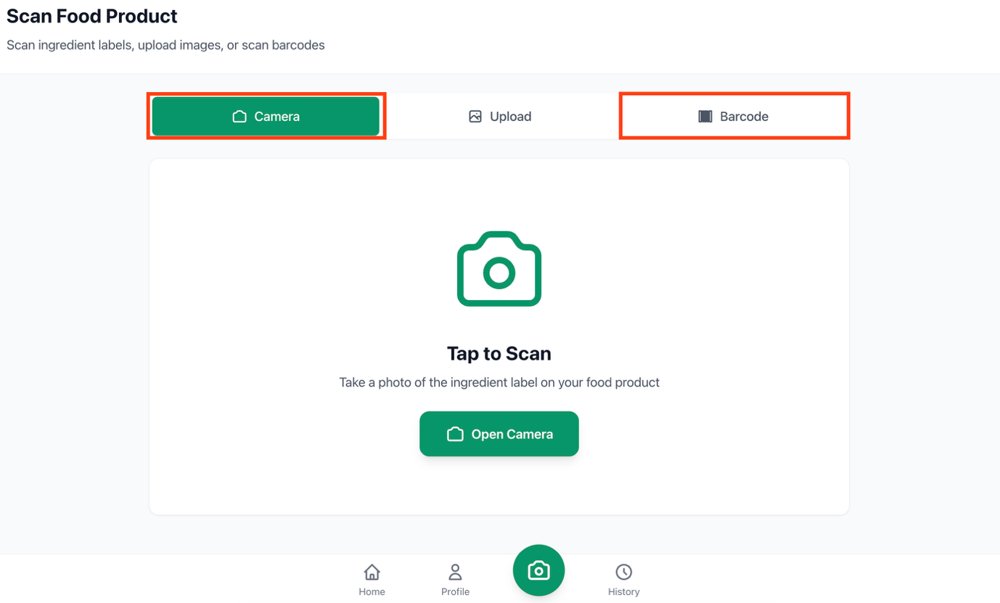 Scan Food Product
Scan ingredient labels, upload images, or scan barcodes
Camera
Upload
Barcode
Tap to Scan
Take a photo of the ingredient label on your food product
Open Camera
Home
Profile
History